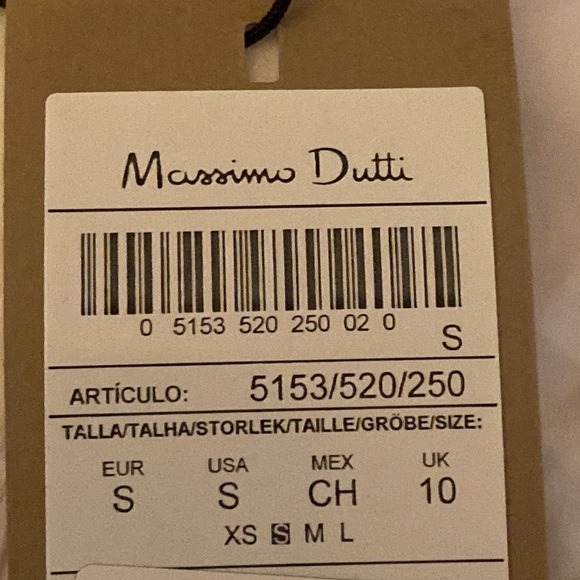 Massimo Dutti
0 5153 520 250 02 0
S
ARTÍCULO: 5153/520/250
TALLA/TALHA/STORLEK/TAILLE/GRÖBE/SIZE:
EUR USA MEX UK
S S CH 10
XS S M L